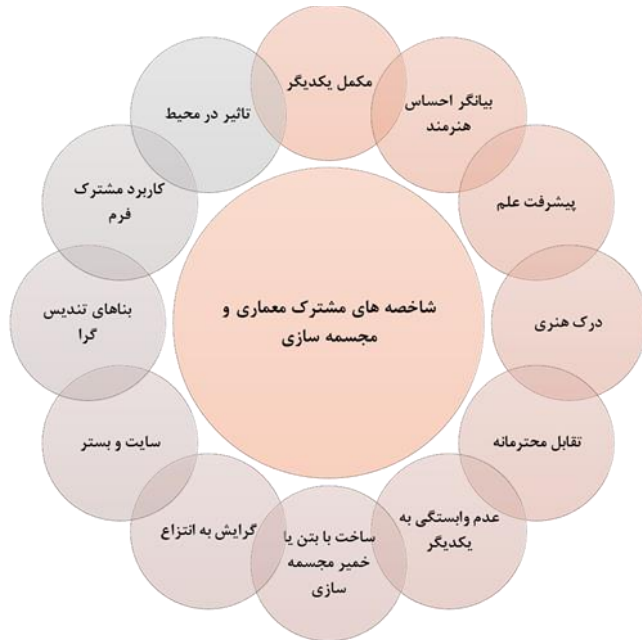 مکمل یکدیگر
بیانگر احساس
هنرمند
پیشرفت علم
درک هنری
تقابل محترمانه
عدم وابستگی به
یکدیگر
ساخت با بتن یا
خمیر مجسمه
سازی
گرایش به انتزاع
سایت و بستر
بناهای تندیس
گرا
کاربرد مشترک
فرم
تاثیر در محیط
شاخصه های مشترک معماری و
مجسمه سازی